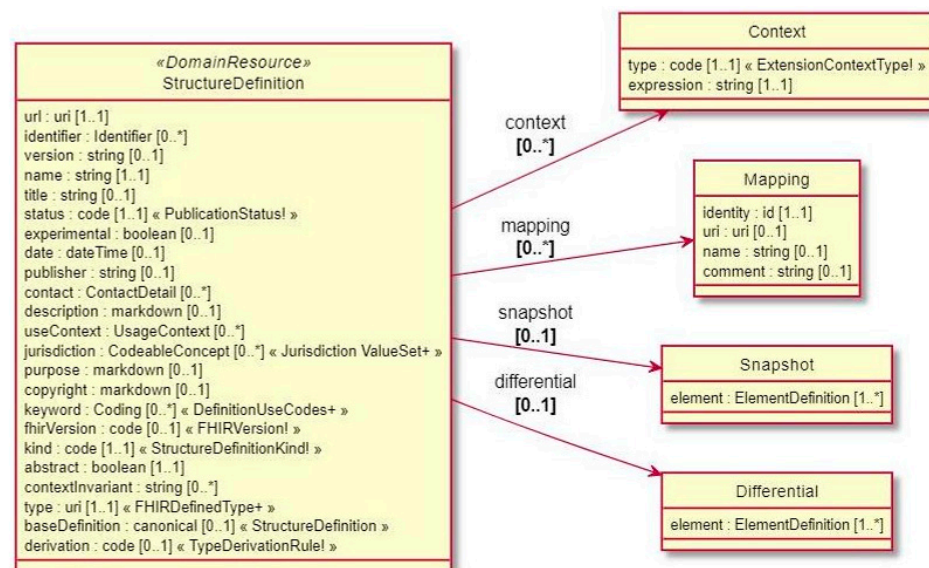 «DomainResource»
StructureDefinition
url : uri [1..1]
identifier : Identifier [0..*]
version : string [0..1]
name : string [1..1]
title : string [0..1]
status : code [1..1] « PublicationStatus! »
experimental : boolean [0..1]
date : dateTime [0..1]
publisher : string [0..1]
contact : ContactDetail [0..*]
description : markdown [0..1]
useContext : UsageContext [0..*]
jurisdiction : CodeableConcept [0..*] « Jurisdiction ValueSet+ »
purpose : markdown [0..1]
copyright : markdown [0..1]
keyword : Coding [0..*] « DefinitionUseCodes+ »
fhirVersion : code [0..1] « FHIRVersion! »
kind : code [1..1] « StructureDefinitionKind! »
abstract : boolean [1..1]
contextInvariant : string [0..*]
type : uri [1..1] « FHIRDefinedType+ »
baseDefinition : canonical [0..1] « StructureDefinition »
derivation : code [0..1] « TypeDerivationRule! »
context
[0..*]
mapping
[0..*]
snapshot
[0..1]
differential
[0..1]
Context
type : code [1..1] « ExtensionContextType! »
expression : string [1..1]
Mapping
identity : id [1..1]
uri : uri [0..1]
name : string [0..1]
comment : string [0..1]
Snapshot
element : ElementDefinition [1..*]
Differential
element : ElementDefinition [1..*]